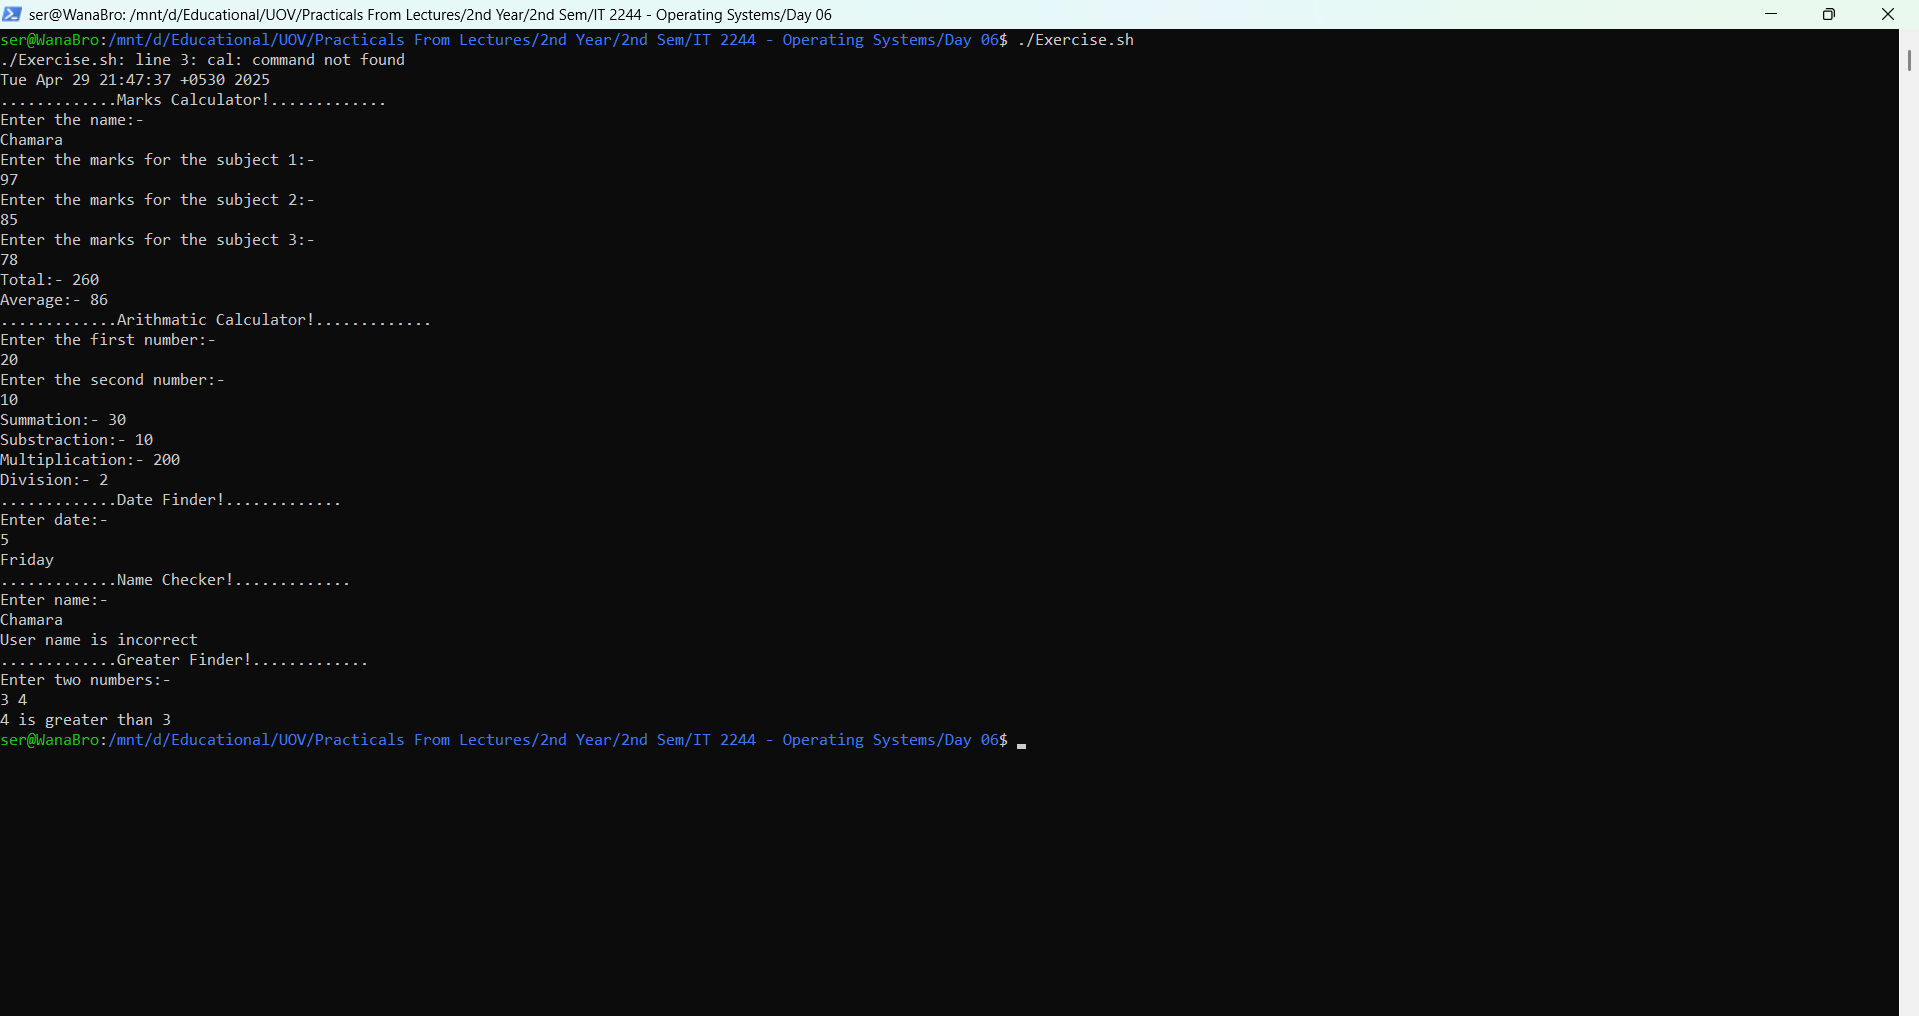 ser@WanaBro: /mnt/d/Educational/UOV/Practicals From Lectures/2nd Year/2nd Sem/IT 2244 - Operating Systems/Day 06
ser@WanaBro:/mnt/d/Educational/UOV/Practicals From Lectures/2nd Year/2nd Sem/IT 2244 - Operating Systems/Day 06$ ./Exercise.sh
./Exercise.sh: line 3: cal: command not found
Tue Apr 29 21:47:37 +0530 2025
.............Marks Calculator!.............
Enter the name:-
Chamara
Enter the marks for the subject 1:-
97
Enter the marks for the subject 2:-
85
Enter the marks for the subject 3:-
78
Total:- 260
Average:- 86
.............Arithmatic Calculator!.............
Enter the first number:-
20
Enter the second number:-
10
Summation:- 30
Substraction:- 10
Multiplication:- 200
Division:- 2
.............Date Finder!.............
Enter date:-
5
Friday
.............Name Checker!.............
Enter name:-
Chamara
User name is incorrect
.............Greater Finder!.............
Enter two numbers:-
3 4
4 is greater than 3
ser@WanaBro:/mnt/d/Educational/UOV/Practicals From Lectures/2nd Year/2nd Sem/IT 2244 - Operating Systems/Day 06$